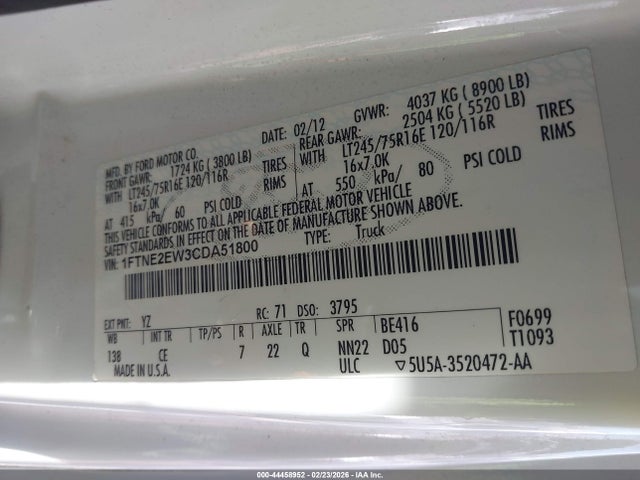 MFD. BY FORD MOTOR CO.
DATE: 02/12 GVWR: 4037 KG ( 8900 LB)
FRONT GAWR: 1724 KG ( 3800 LB) REAR GAWR: 2504 KG ( 5520 LB)
WITH LT245/75R16E 120/116R TIRES WITH LT245/75R16E 120/116R TIRES
16x7.0K RIMS 16x7.0K RIMS
AT 415 kPa/ 60 PSI COLD AT 550 kPa/ 80 PSI COLD
THIS VEHICLE CONFORMS TO ALL APPLICABLE FEDERAL MOTOR VEHICLE
SAFETY STANDARDS IN EFFECT ON THE DATE OF MANUFACTURE SHOWN ABOVE.
VIN: 1FTNE2EW3CDA51800 TYPE: Truck
EXT PNT: YZ RC: 71 DSO: 3795
WB INT TR TP/PS R AXLE TR SPR BE416 F0699
138 CE 7 22 Q NN22 D05 T1093
MADE IN U.S.A. ULC ▽5U5A-3520472-AA
000-44458952 | 02/23/2026 - IAA Inc.